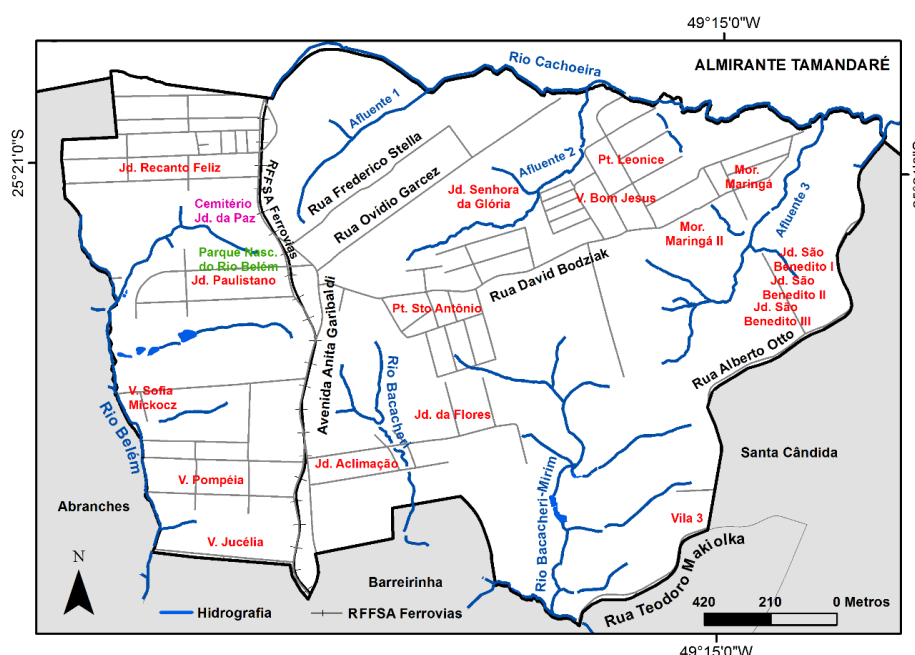 49°15'0"W
ALMIRANTE TAMANDARÉ
Rio Cachoeira
Afluente 1
25°21'0"S
Jd. Recanto Feliz
RFFSA Ferrovias
Rua Frederico Stella
Rua Ovídio Garcez
Afluente 2
Pt. Leonice
Mor.
Maringá
Jd. Senhora
da Glória
V. Bom Jesus
Afluente 3
Cemitério
Jd. da Paz
Mor.
Maringá II
Parque Nasc.
do Rio Belém
Jd. Paulistano
Rua David Bodziak
Jd. São
Benedito I
Jd. São
Benedito II
Jd. São
Benedito III
Pt. Sto Antônio
Avenida Anita Garibaldi
Rio Bacacheri
Rua Alberto Otto
V. Sofia
Mickocz
Rio Belém
Jd. da Flores
Jd. Aclimação
Santa Cândida
V. Pompéia
Abranches
Rio Bacacheri-Mirim
Vila 3
V. Jucélia
Rua Teodoro Makiolka
N
Barreirinha
Hidrografia
RFFSA Ferrovias
420 210 0 Metros
49°15'0"W